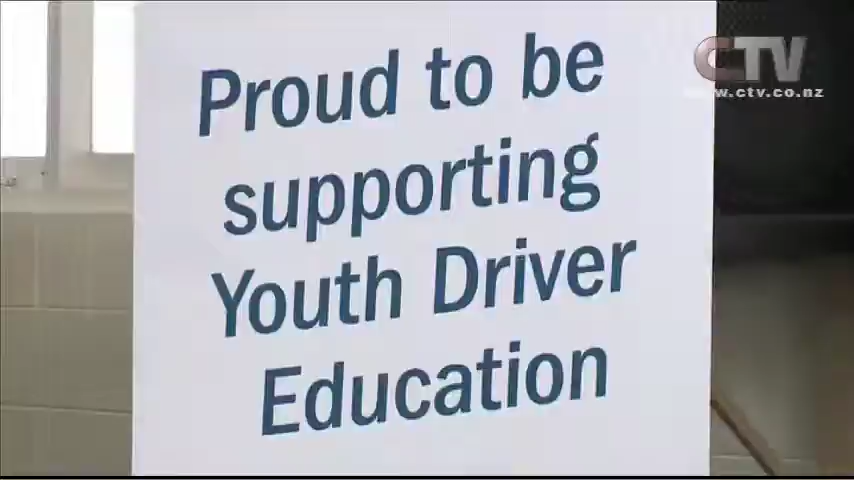 Proud to be
supporting
Youth Driver
Education
CTV
www.ctv.co.nz